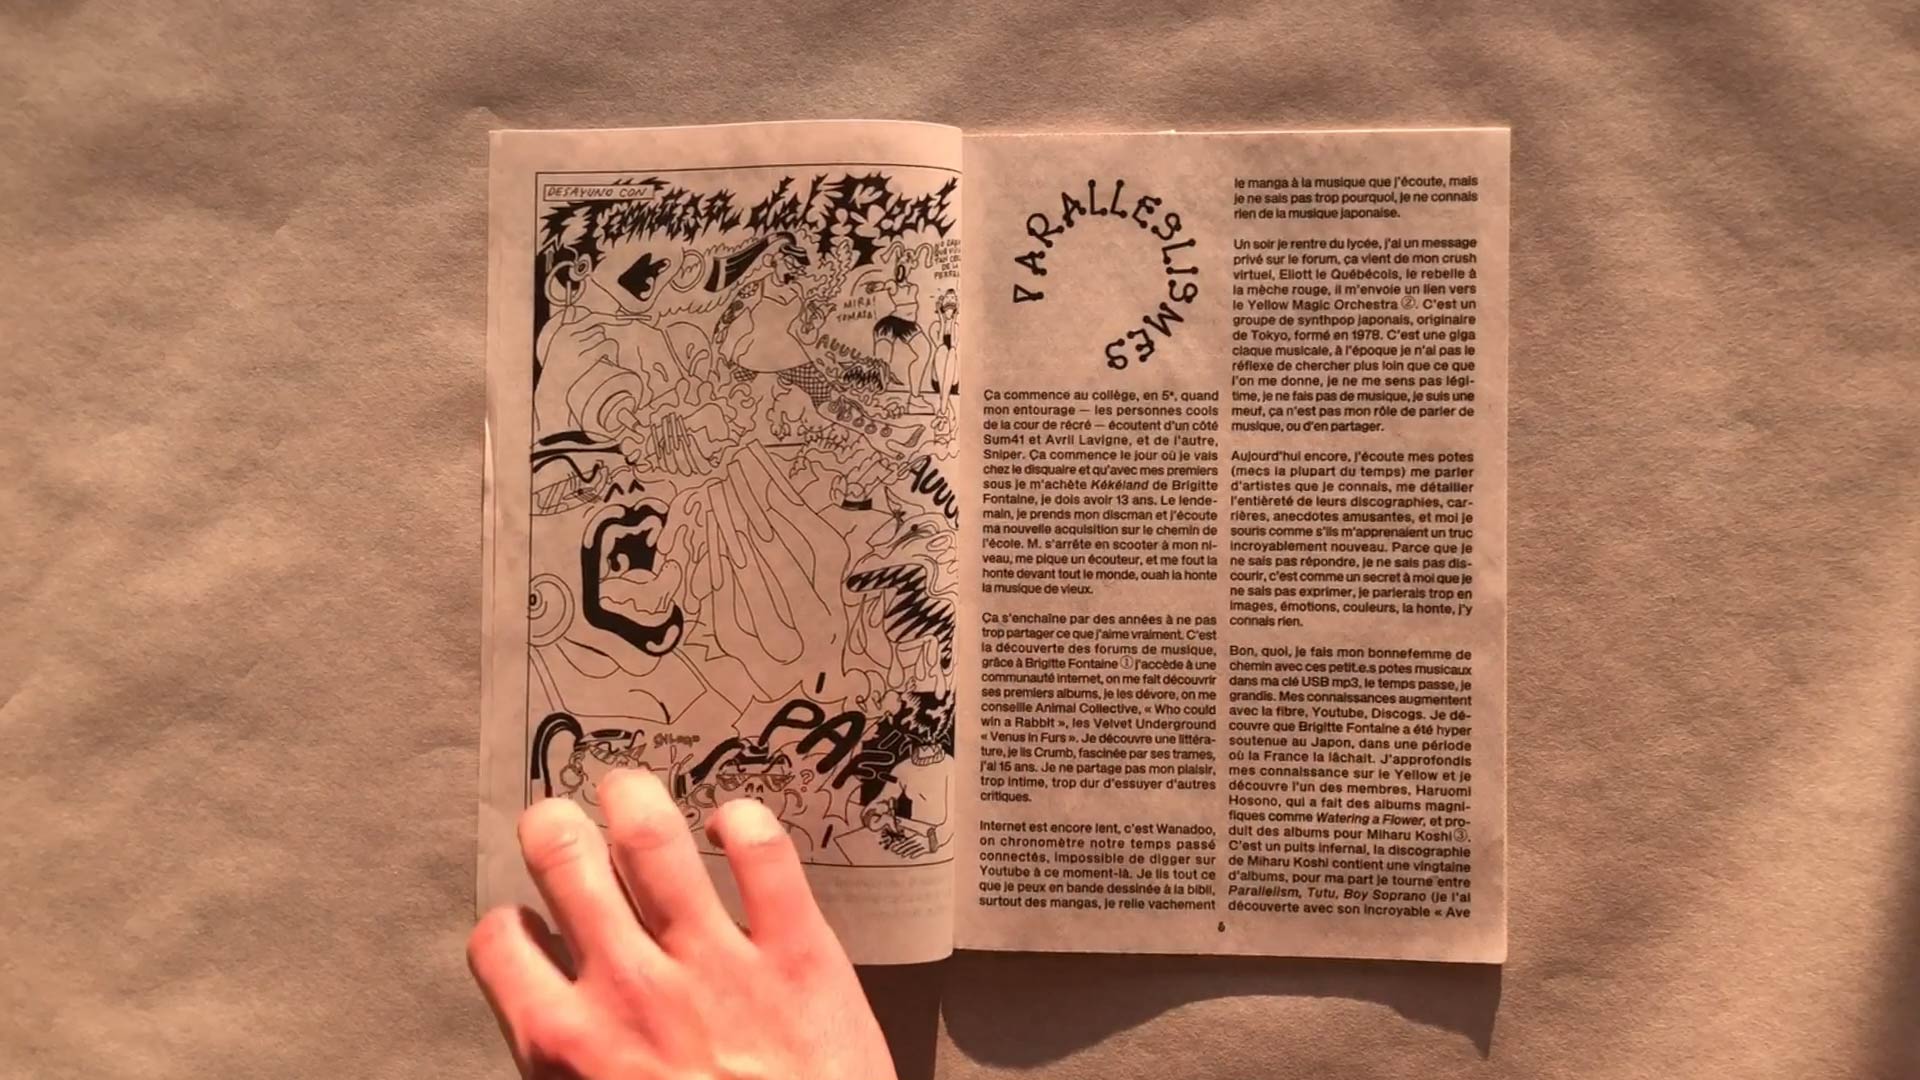 DESAYUNO CON
MIRA!
TOMASA!
AUUU
AUUU
PAM
?
PARALLESLISMES
Ça commence au collège, en 5e, quand
mon entourage — les personnes cools
de la cour de récré — écoutent d'un côté
Sum41 et Avril Lavigne, et de l'autre,
Sniper. Ça commence le jour où je vais
chez le disquaire et qu'avec mes premiers
sous je m'achète Kékéland de Brigitte
Fontaine, je dois avoir 13 ans. Le lende-
main, je prends mon discman et j'écoute
ma nouvelle acquisition sur le chemin de
l'école. M. s'arrête en scooter à mon ni-
veau, me pique un écouteur, et me fout la
honte devant tout le monde, ouah la honte
la musique de vieux.
Ça s'enchaîne par des années à ne pas
trop partager ce que j'aime vraiment. C'est
la découverte des forums de musique,
grâce à Brigitte Fontaine ① j'accède à une
communauté internet, on me fait découvrir
ses premiers albums, je les dévore, on me
conseille Animal Collective, « Who could
win a Rabbit », les Velvet Underground
« Venus in Furs ». Je découvre une littéra-
ture, je lis Crumb, fascinée par ses trames,
j'ai 15 ans. Je ne partage pas mon plaisir,
trop intime, trop dur d'essuyer d'autres
critiques.
Internet est encore lent, c'est Wanadoo,
on chronomètre notre temps passé
connectés, impossible de digger sur
Youtube à ce moment-là. Je lis tout ce
que je peux en bande dessinée à la bibli,
surtout des mangas, je relie vachement
le manga à la musique que j'écoute, mais
je ne sais pas trop pourquoi, je ne connais
rien de la musique japonaise.
Un soir je rentre du lycée, j'ai un message
privé sur le forum, ça vient de mon crush
virtuel, Eliott le Québécois, le rebelle à
la mèche rouge, il m'envoie un lien vers
le Yellow Magic Orchestra ②. C'est un
groupe de synthpop japonais, originaire
de Tokyo, formé en 1978. C'est une giga
claque musicale, à l'époque je n'ai pas le
réflexe de chercher plus loin que ce que
l'on me donne, je ne me sens pas légi-
time, je ne fais pas de musique, je suis une
meuf, ça n'est pas mon rôle de parler de
musique, ou d'en partager.
Aujourd'hui encore, j'écoute mes potes
(mecs la plupart du temps) me parler
d'artistes que je connais, me détailler
l'entièreté de leurs discographies, car-
rières, anecdotes amusantes, et moi je
souris comme s'ils m'apprenaient un truc
incroyablement nouveau. Parce que je
ne sais pas répondre, je ne sais pas dis-
courir, c'est comme un secret à moi que je
ne sais pas exprimer, je parlerais trop en
images, émotions, couleurs, la honte, j'y
connais rien.
Bon, quoi, je fais mon bonnefemme de
chemin avec ces petit.e.s potes musicaux
dans ma clé USB mp3, le temps passe, je
grandis. Mes connaissances augmentent
avec la fibre, Youtube, Discogs. Je dé-
couvre que Brigitte Fontaine a été hyper
soutenue au Japon, dans une période
où la France la lâchait. J'approfondis
mes connaissance sur le Yellow et je
découvre l'un des membres, Haruomi
Hosono, qui a fait des albums magni-
fiques comme Watering a Flower, et pro-
duit des albums pour Miharu Koshi ③.
C'est un puits infernal, la discographie
de Miharu Koshi contient une vingtaine
d'albums, pour ma part je tourne entre
Parallelism, Tutu, Boy Soprano (je l'ai
découverte avec son incroyable « Ave